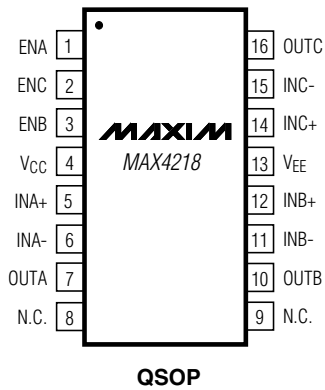 ENA 1 16 OUTC
ENC 2 15 INC-
ENB 3 14 INC+
MAXIM
VCC 4 MAX4218 13 VEE
INA+ 5 12 INB+
INA- 6 11 INB-
OUTA 7 10 OUTB
N.C. 8 9 N.C.
QSOP